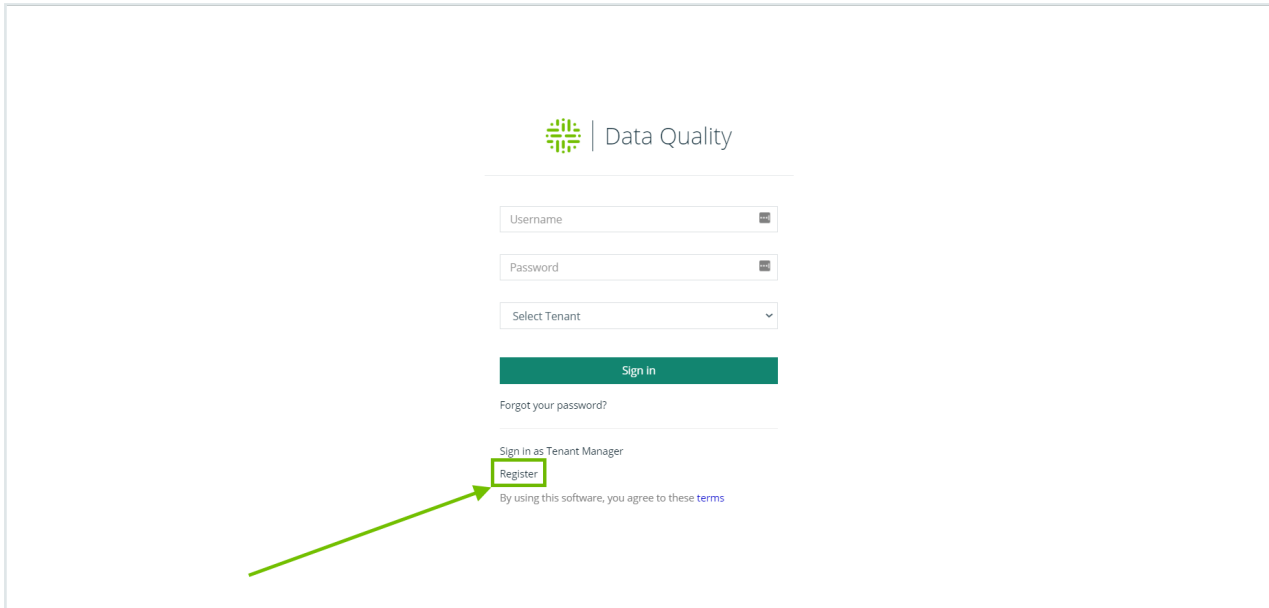 Data Quality
Username
Password
Select Tenant
Sign in
Forgot your password?
Sign in as Tenant Manager
Register
By using this software, you agree to these terms